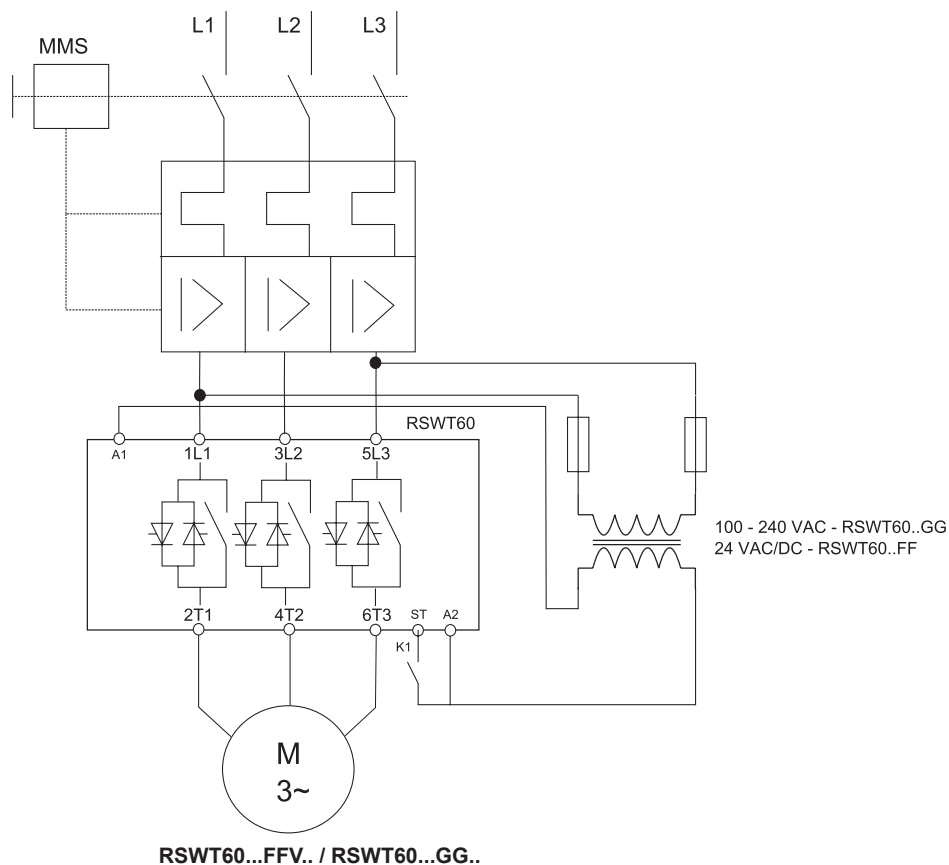 L1 L2 L3
MMS
RSWT60
A1 1L1 3L2 5L3
100 - 240 VAC - RSWT60..GG
24 VAC/DC - RSWT60..FF
2T1 4T2 6T3 ST A2
K1
M
3~
RSWT60...FFV.. / RSWT60...GG..